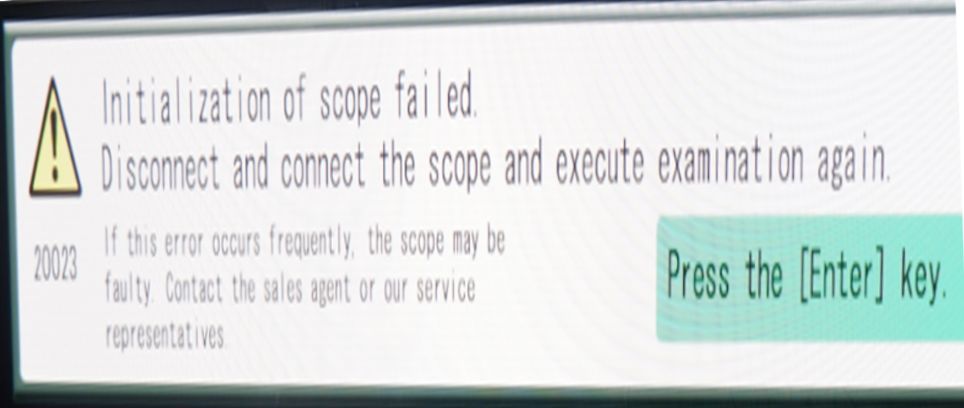 Initialization of scope failed.
Disconnect and connect the scope and execute examination again.
20023
If this error occurs frequently, the scope may be
faulty. Contact the sales agent or our service
representatives.
Press the [Enter] key.